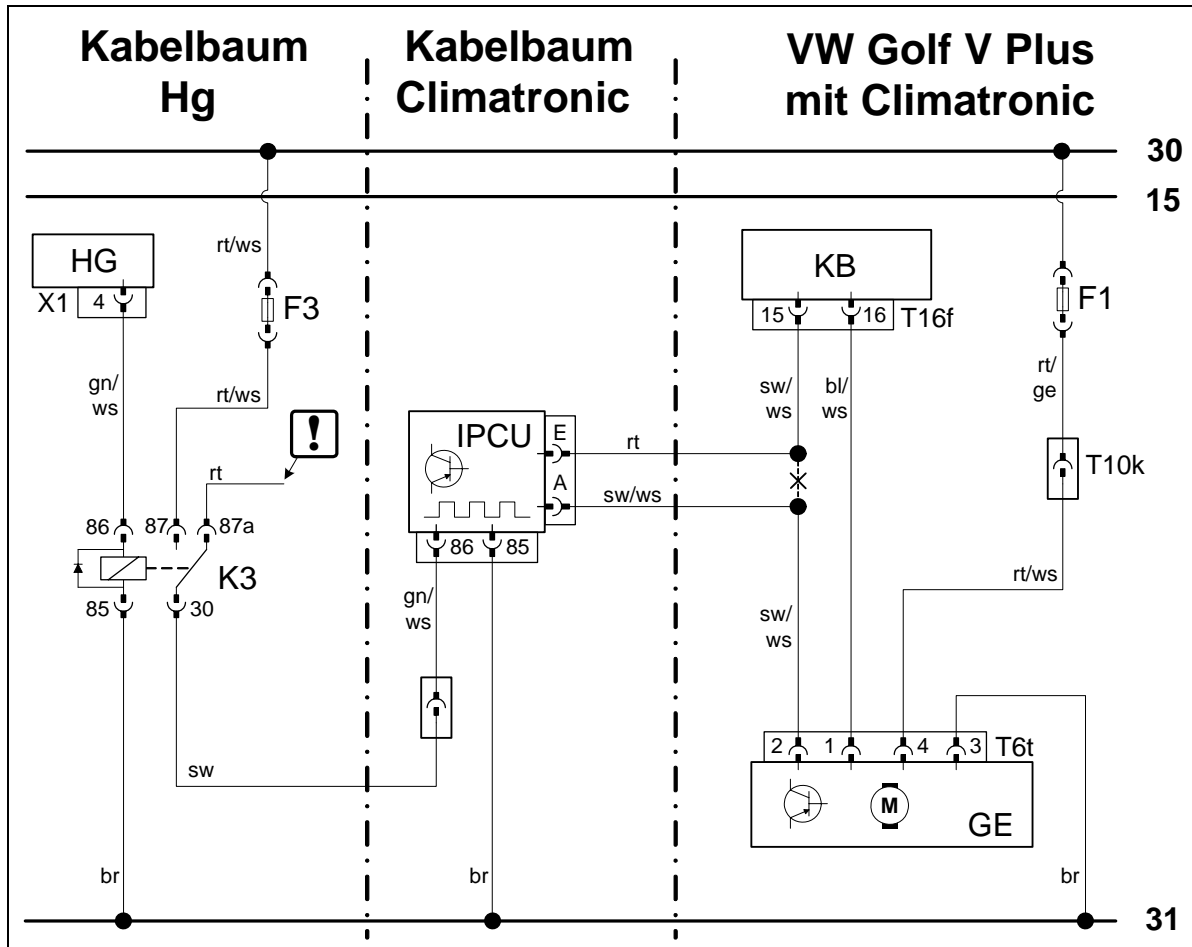 Kabelbaum
Hg
Kabelbaum
Climatronic
VW Golf V Plus
mit Climatronic
30
15
HG
X1
4
rt/ws
F3
KB
15
16
T16f
F1
gn/
ws
rt/ws
!
rt
sw/
ws
bl/
ws
rt/
ge
IPCU
E
rt
A
sw/ws
T10k
86
87
87a
K3
85
30
86
85
gn/
ws
sw/
ws
rt/ws
sw
2
1
4
3
T6t
M
GE
br
br
br
31